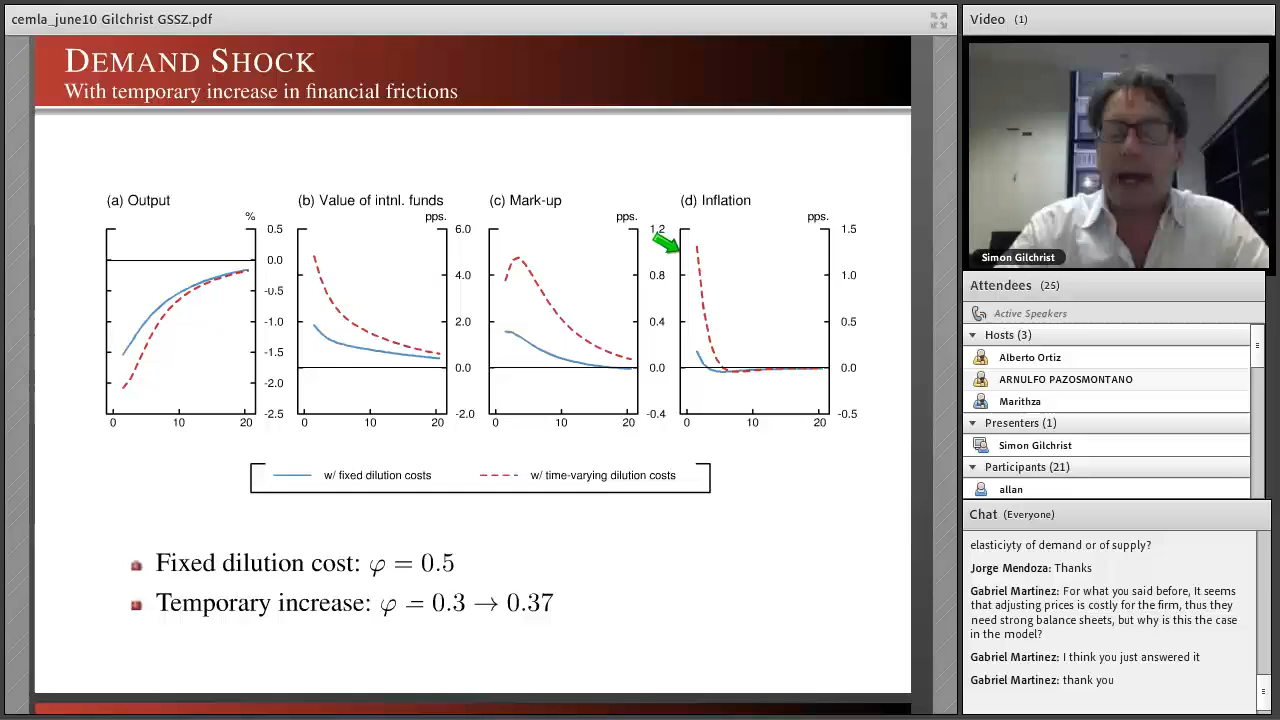 cemla_june10 Gilchrist GSSZ.pdf
DEMAND SHOCK
With temporary increase in financial frictions
(a) Output
%
0.5
0.0
-0.5
-1.0
-1.5
-2.0
-2.5
0 10 20
(b) Value of intnl. funds
pps.
6.0
4.0
2.0
0.0
-2.0
0 10 20
(c) Mark-up
pps.
1.2
0.8
0.4
0.0
-0.4
0 10 20
(d) Inflation
pps.
1.5
1.0
0.5
0.0
-0.5
0 10 20
w/ fixed dilution costs
w/ time-varying dilution costs
Fixed dilution cost: φ = 0.5
Temporary increase: φ = 0.3 → 0.37
Video (1)
Simon Gilchrist
Attendees (25)
Active Speakers
Hosts (3)
Alberto Ortiz
ARNULFO PAZOSMONTANO
Marithza
Presenters (1)
Simon Gilchrist
Participants (21)
allan
Chat (Everyone)
elasticiyty of demand or of supply?
Jorge Mendoza: Thanks
Gabriel Martinez: For what you said before, It seems
that adjusting prices is costly for the firm, thus they
need strong balance sheets, but why is this the case
in the model?
Gabriel Martinez: I think you just answered it
Gabriel Martinez: thank you